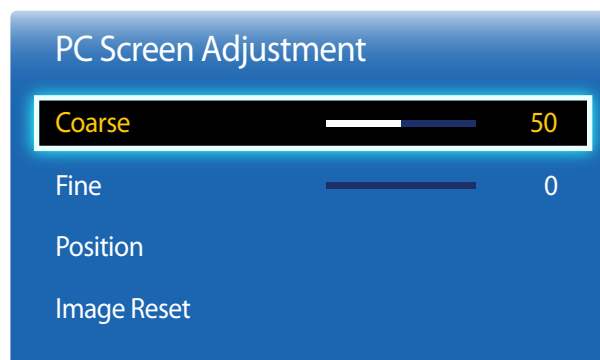 PC Screen Adjustment
Coarse 50
Fine 0
Position
Image Reset